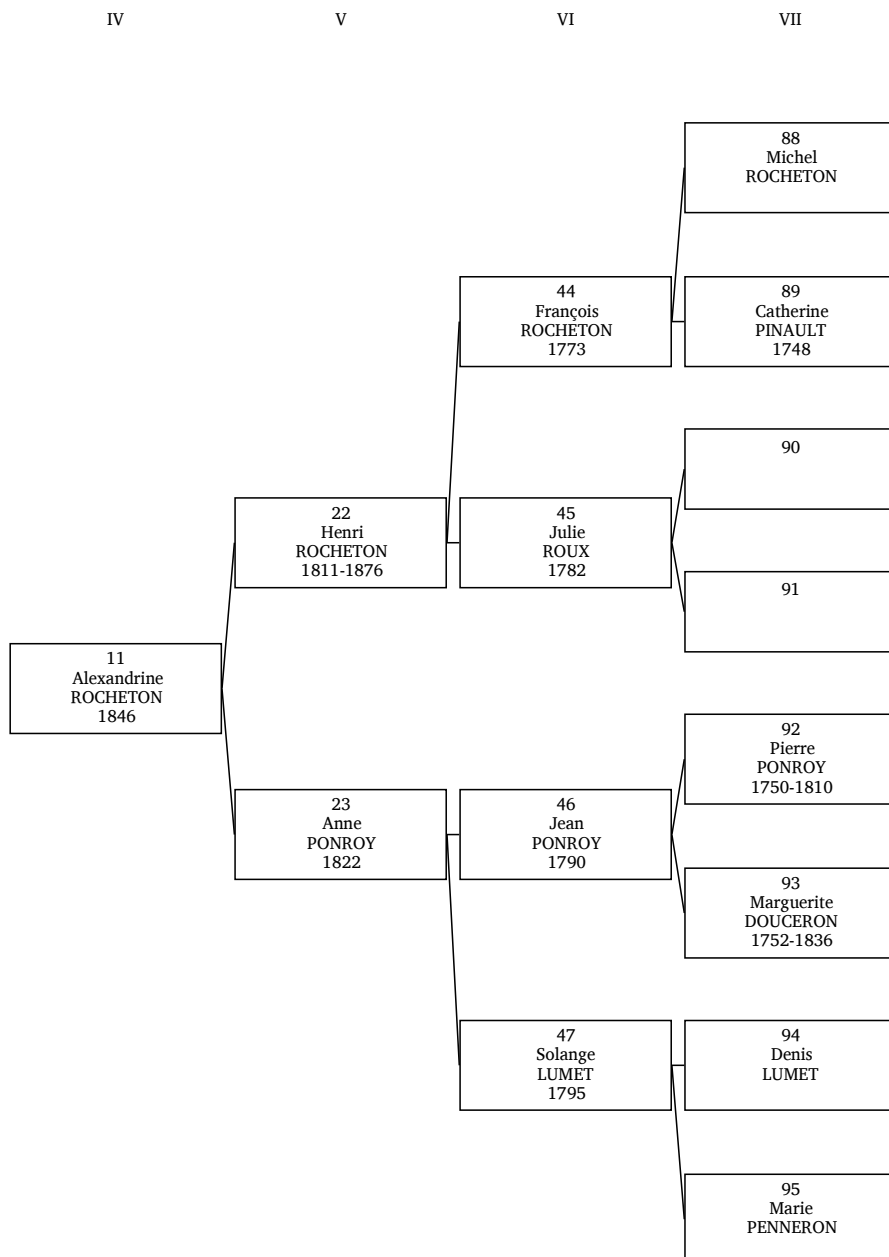 IV
V
VI
VII
88
Michel
ROCHETON
44
François
ROCHETON
1773
89
Catherine
PINAULT
1748
90
22
Henri
ROCHETON
1811-1876
45
Julie
ROUX
1782
91
11
Alexandrine
ROCHETON
1846
92
Pierre
PONROY
1750-1810
23
Anne
PONROY
1822
46
Jean
PONROY
1790
93
Marguerite
DOUCERON
1752-1836
47
Solange
LUMET
1795
94
Denis
LUMET
95
Marie
PENNERON